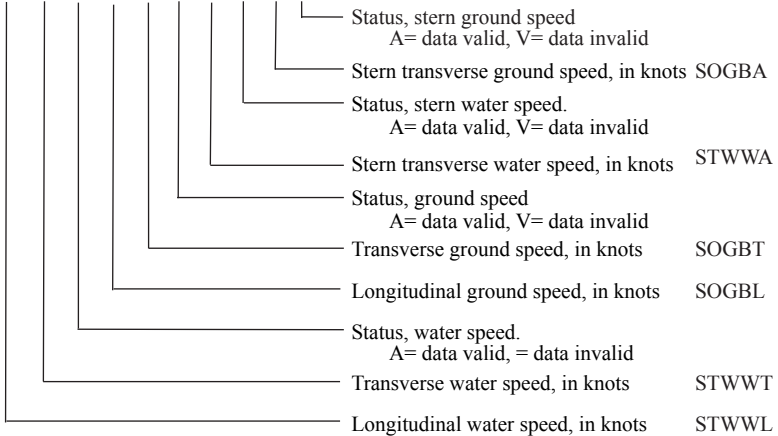 Status, stern ground speed
A= data valid, V= data invalid
Stern transverse ground speed, in knots SOGBA
Status, stern water speed.
A= data valid, V= data invalid
Stern transverse water speed, in knots STWWA
Status, ground speed
A= data valid, V= data invalid
Transverse ground speed, in knots SOGBT
Longitudinal ground speed, in knots SOGBL
Status, water speed.
A= data valid, = data invalid
Transverse water speed, in knots STWWT
Longitudinal water speed, in knots STWWL